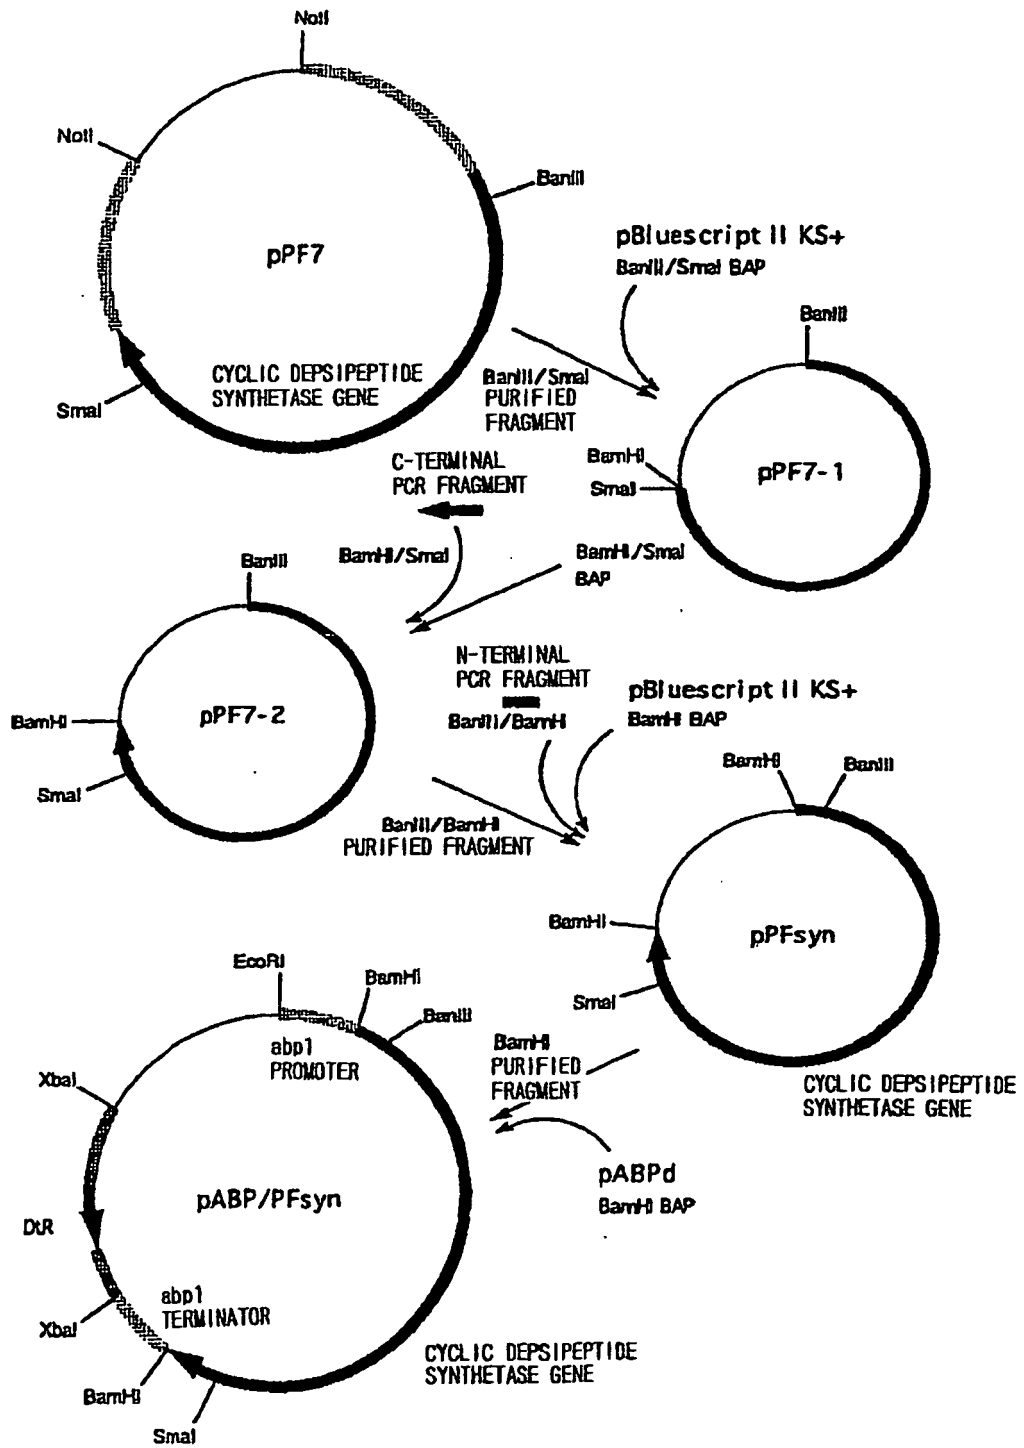 NotI
NotI
BanIII
pPF7
pBluescript II KS+
BanIII/SmaI BAP
BanIII
CYCLIC DEPSIPEPTIDE
SYNTHETASE GENE
SmaI
BanIII/SmaI
PURIFIED
FRAGMENT
C-TERMINAL
PCR FRAGMENT
BamHI
SmaI
pPF7-1
BamHI/SmaI
BamHI/SmaI
BAP
BanIII
N-TERMINAL
PCR FRAGMENT
BanIII/BamHI
pBluescript II KS+
BamHI BAP
BamHI
pPF7-2
SmaI
BamHI
BanIII
BanIII/BamHI
PURIFIED FRAGMENT
BamHI
pPFsyn
SmaI
EcoRI
BamHI
BanIII
abp1
PROMOTER
BamHI
PURIFIED
FRAGMENT
CYCLIC DEPSIPEPTIDE
SYNTHETASE GENE
XbaI
pABPd
BamHI BAP
pABP/PFsyn
DtR
abp1
TERMINATOR
XbaI
CYCLIC DEPSIPEPTIDE
SYNTHETASE GENE
BamHI
SmaI